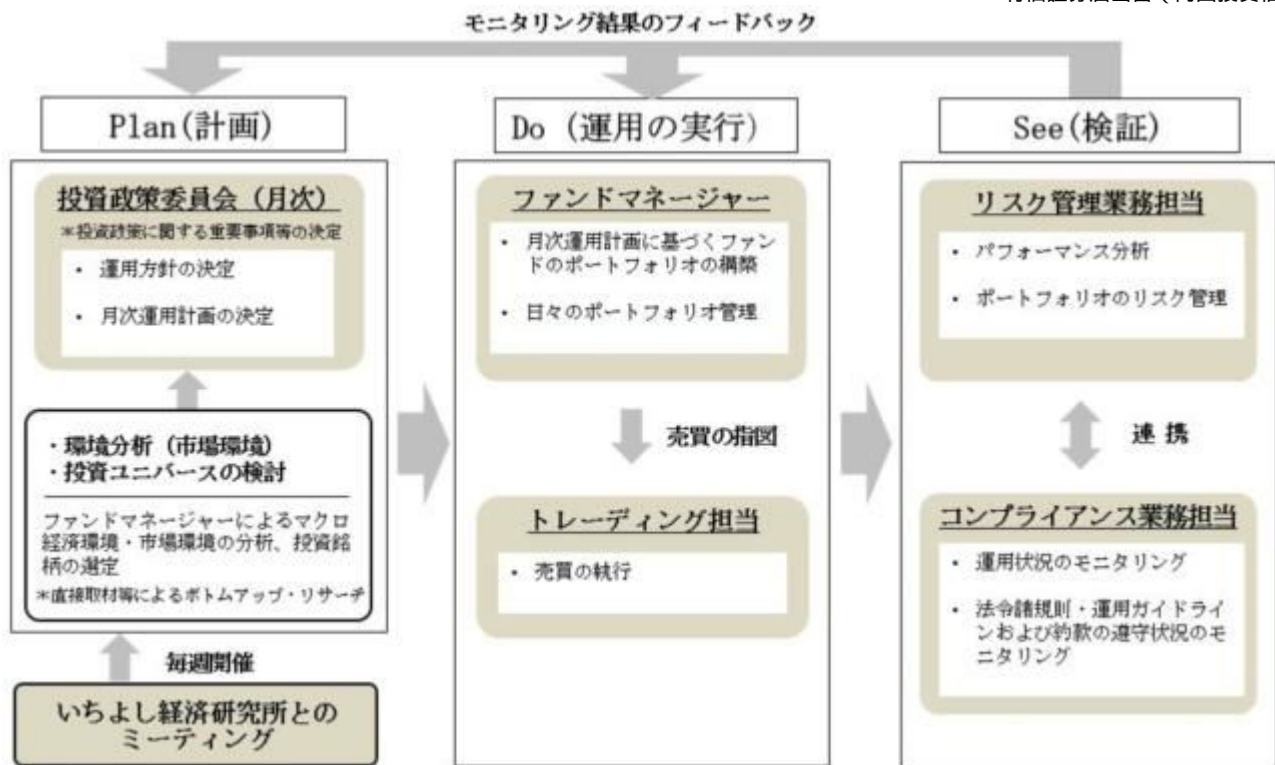 モニタリング結果のフィードバック
Plan(計画)
投資政策委員会（月次）
＊投資政策に関する重要事項等の決定
・ 運用方針の決定
・ 月次運用計画の決定
・環境分析（市場環境）
・投資ユニバースの検討
ファンドマネージャーによるマクロ
経済環境・市場環境の分析、投資銘
柄の選定
＊直接取材等によるボトムアップ・リサーチ
毎週開催
いちよし経済研究所との
ミーティング
Do（運用の実行）
ファンドマネージャー
・ 月次運用計画に基づくファン
ドのポートフォリオの構築
・ 日々のポートフォリオ管理
売買の指図
トレーディング担当
・ 売買の執行
See(検証)
リスク管理業務担当
・ パフォーマンス分析
・ ポートフォリオのリスク管理
連 携
コンプライアンス業務担当
・ 運用状況のモニタリング
・ 法令諸規則・運用ガイドライ
ンおよび約款の遵守状況のモ
ニタリング